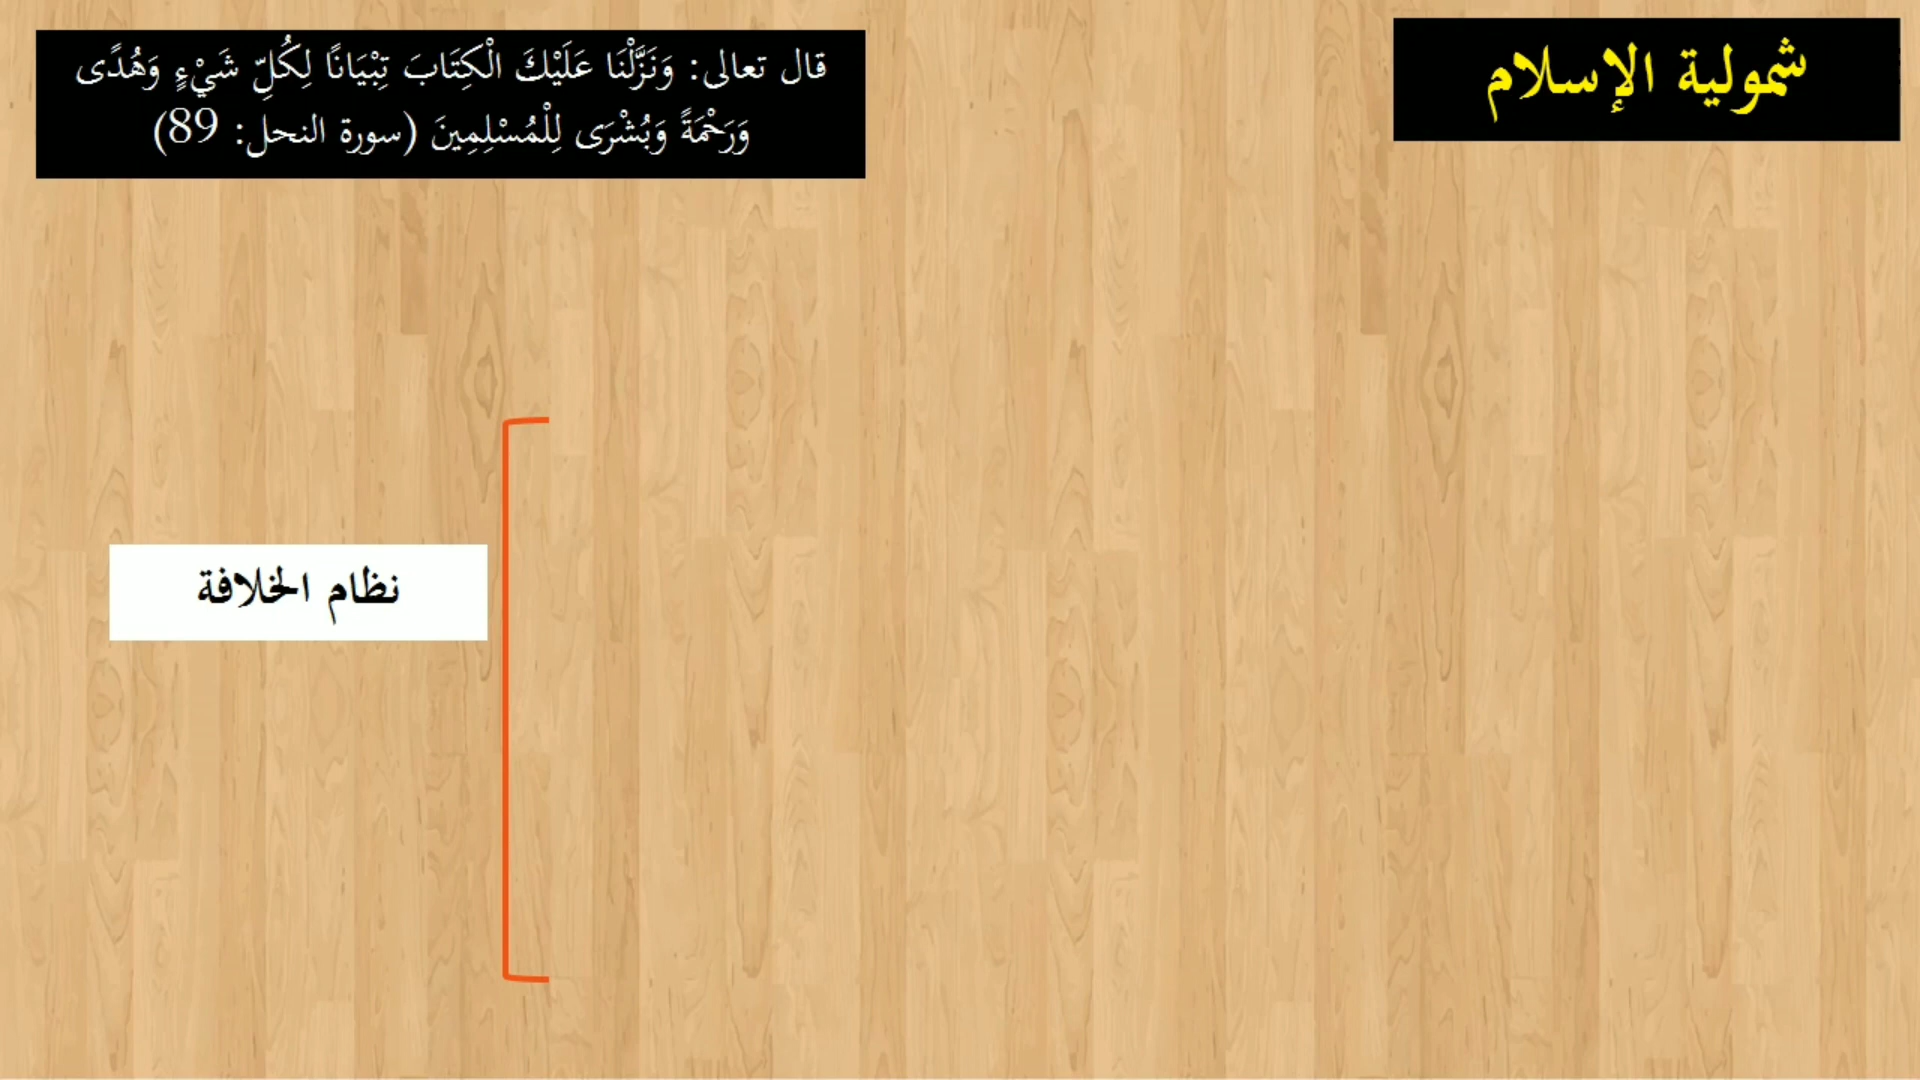 شمولية الإسلام
قال تعالى: وَنَزَّلْنَا عَلَيْكَ الْكِتَابَ تِبْيَانًا لِكُلِّ شَيْءٍ وَهُدًى
وَرَحْمَةً وَبُشْرَى لِلْمُسْلِمِينَ (سورة النحل: 89)
نظام الخلافة